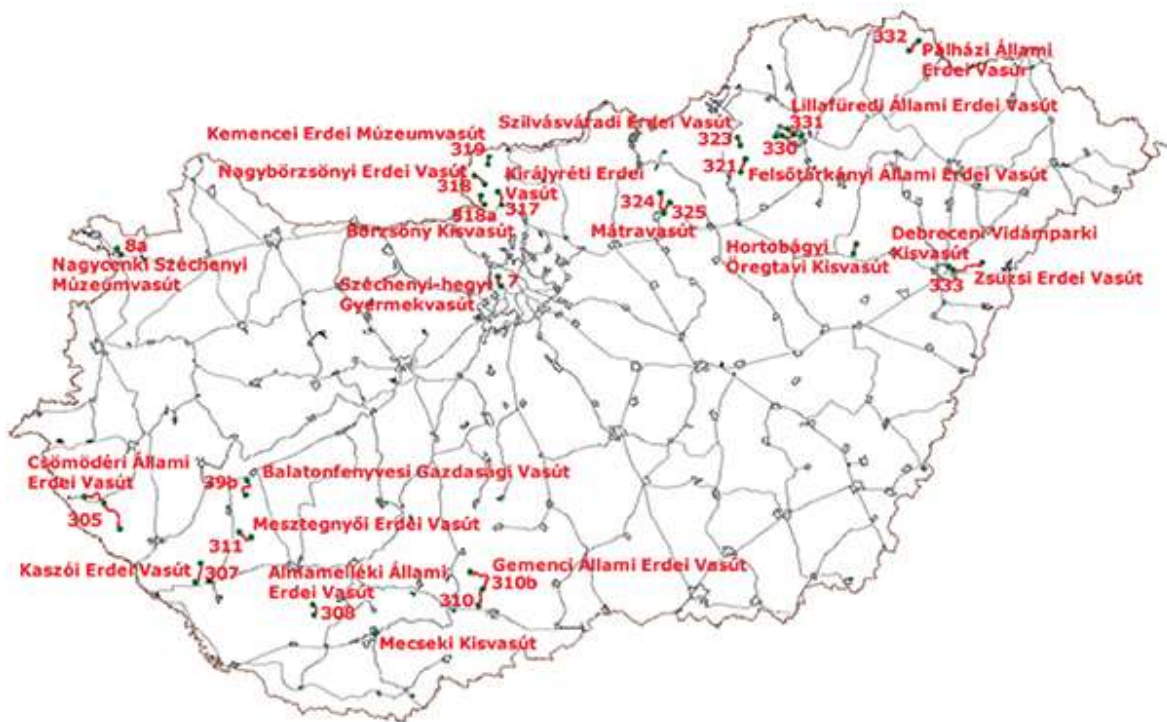 332
Pálházi Állami
Erdei Vasút
Lillafüredi Állami Erdei Vasút
331
330
Szilvásváradi Erdei Vasút
323
321
Felsőtárkányi Állami Erdei Vasút
Kemencei Erdei Múzeumvasút
319
Nagybörzsönyi Erdei Vasút
318
Királyréti Erdei
Vasút
317
318a
Börzsöny Kisvasút
324
325
Mátravasút
Hortobágyi
Öregtavi Kisvasút
Debreceni Vidámparki
Kisvasút
Zsuzsi Erdei Vasút
333
8a
Nagycenki Széchenyi
Múzeumvasút
Széchenyi-hegyi
Gyermekvasút
7
Csömödéri Állami
Erdei Vasút
305
39b
Balatonfenyvesi Gazdasági Vasút
Mesztegnyői Erdei Vasút
311
Kaszói Erdei Vasút
307
Almamelléki Állami
Erdei Vasút
308
Gemenci Állami Erdei Vasút
310b
310
Mecseki Kisvasút